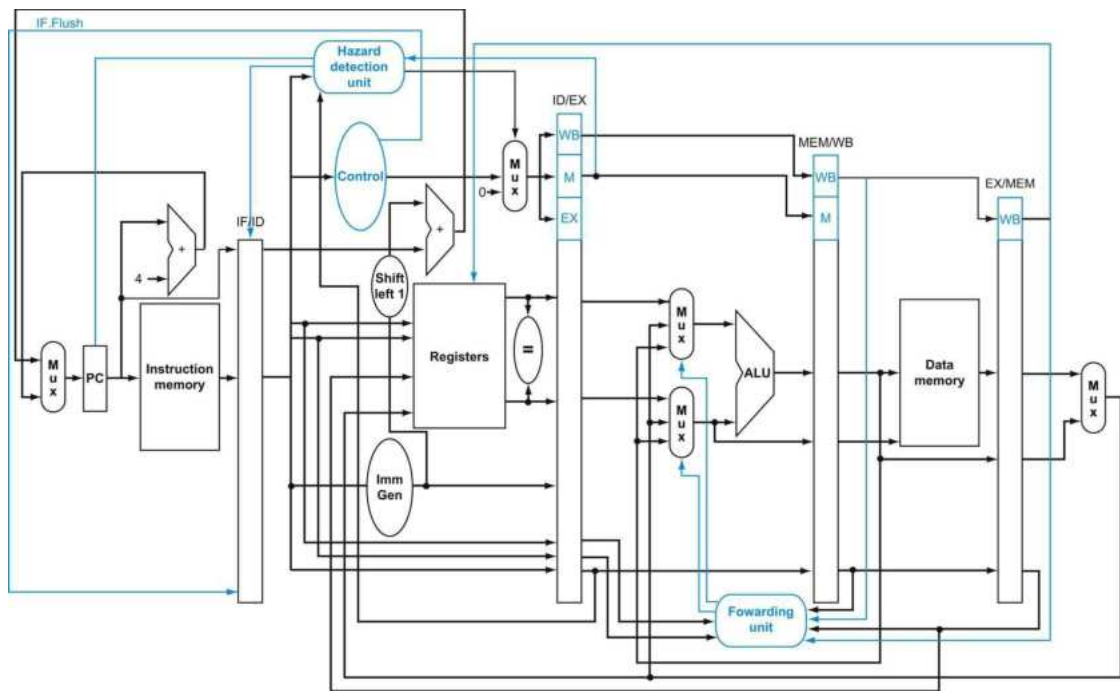 IF.Flush
Hazard
detection
unit
ID/EX
WB
MEM/WB
Control
M
u
x
M
WB
EX/MEM
0
EX
M
WB
+
IF/ID
+
4
Shift
left 1
M
u
x
M
u
x
PC
Instruction
memory
Registers
=
ALU
Data
memory
M
u
x
M
u
x
Imm
Gen
Fowarding
unit